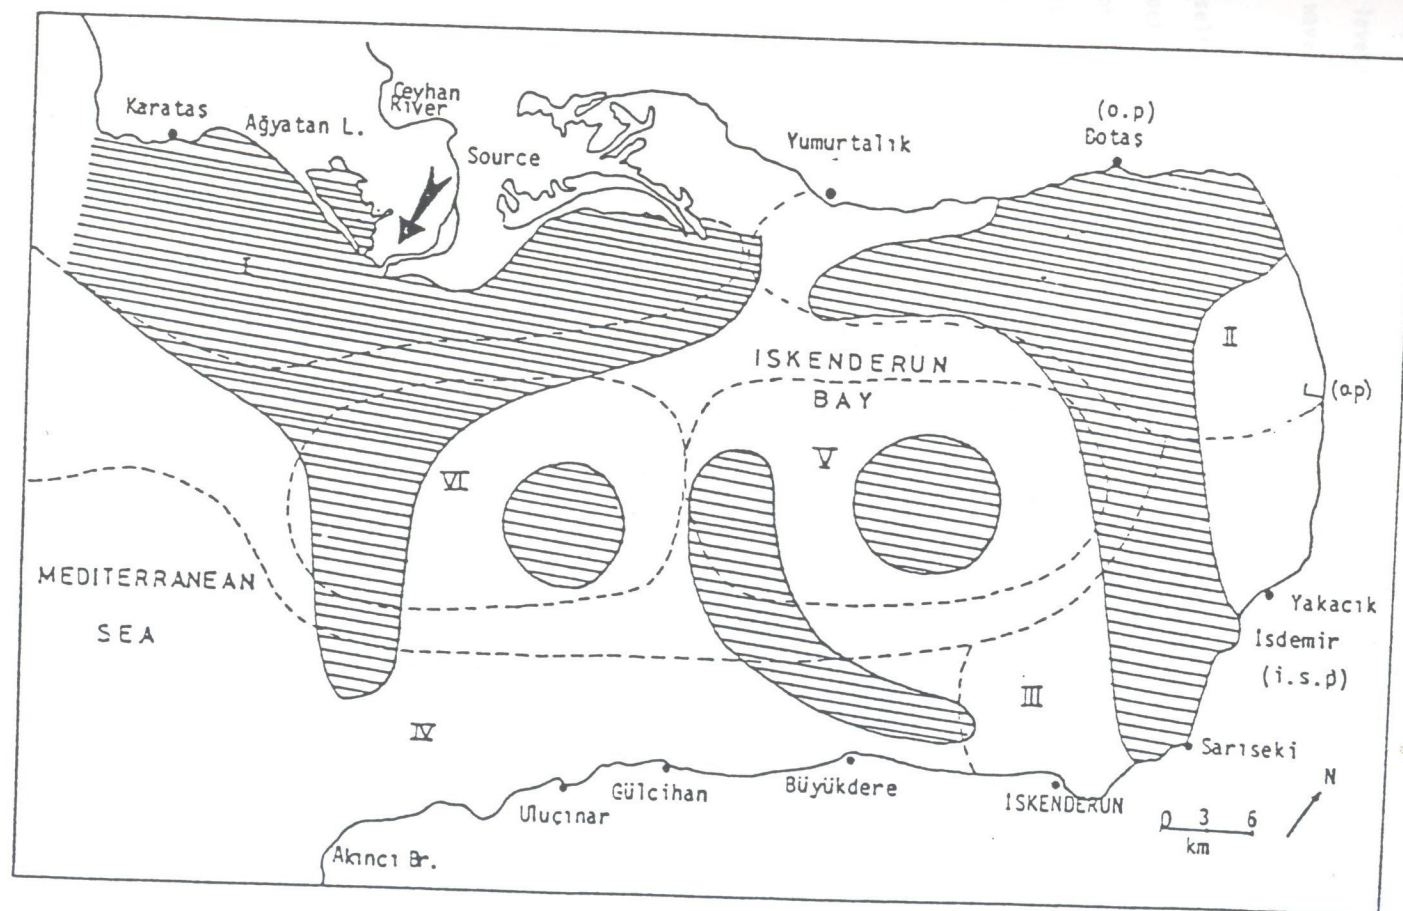 Karataş
Ağyatan L.
Ceyhan
River
Source
Yumurtalık
(o.p)
Botaş
I
II
ISKENDERUN
BAY
(o.p)
V
VI
MEDITERRANEAN
SEA
Yakacık
Isdemir
(i.s.p)
III
IV
Sarıseki
Büyükdere
Gülcihan
Uluçınar
ISKENDERUN
Akıncı Br.
N
0 3 6
km